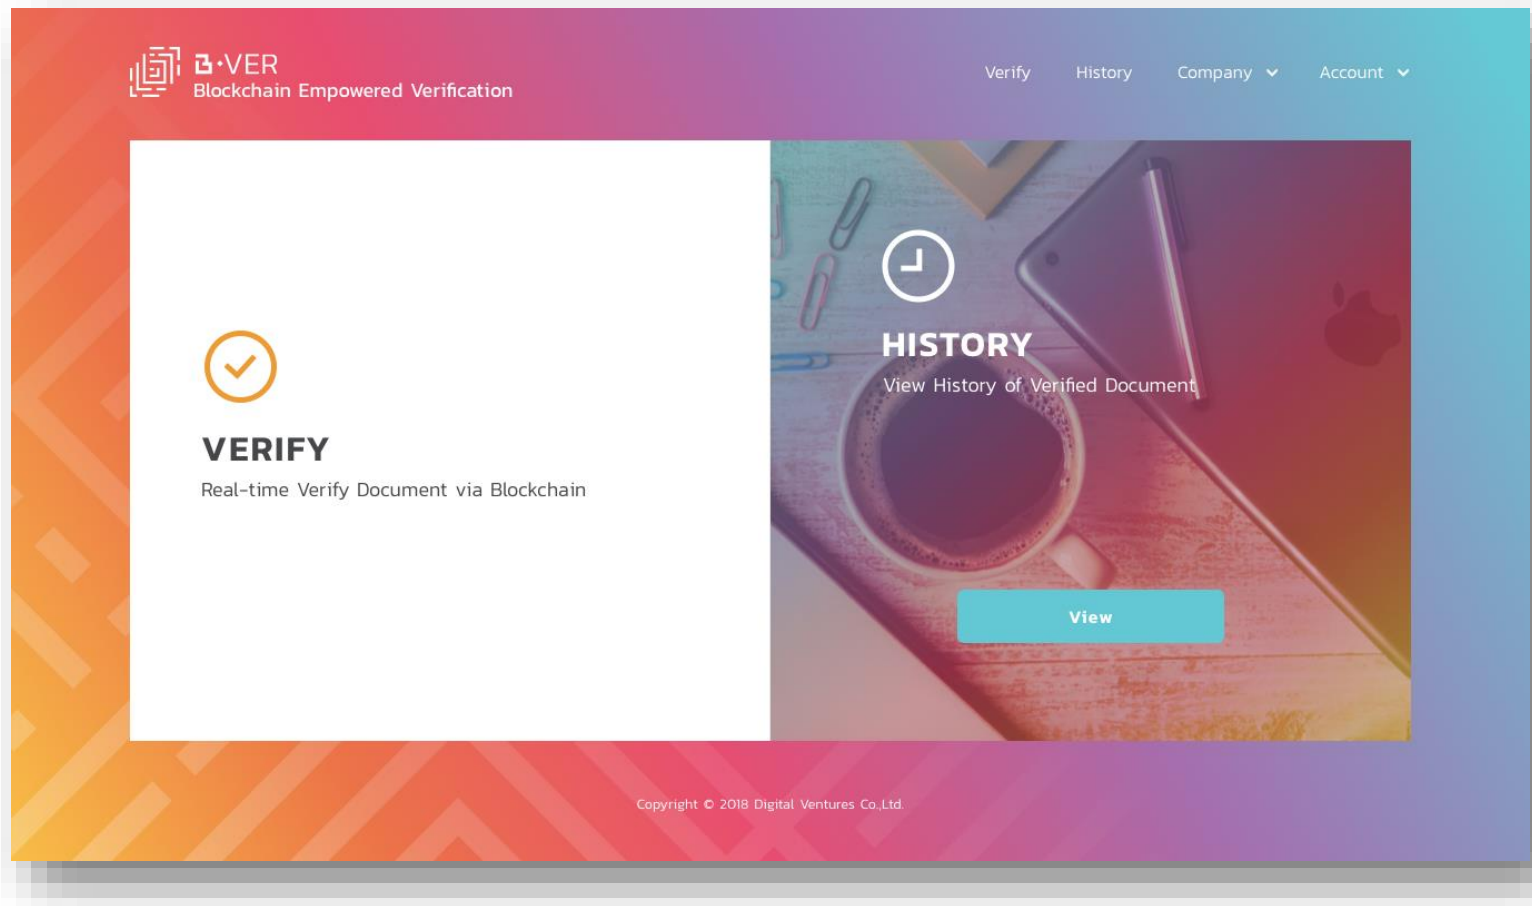 B·VER
Blockchain Empowered Verification
Verify
History
Company
Account
VERIFY
Real-time Verify Document via Blockchain
HISTORY
View History of Verified Document
View
Copyright © 2018 Digital Ventures Co.,Ltd.